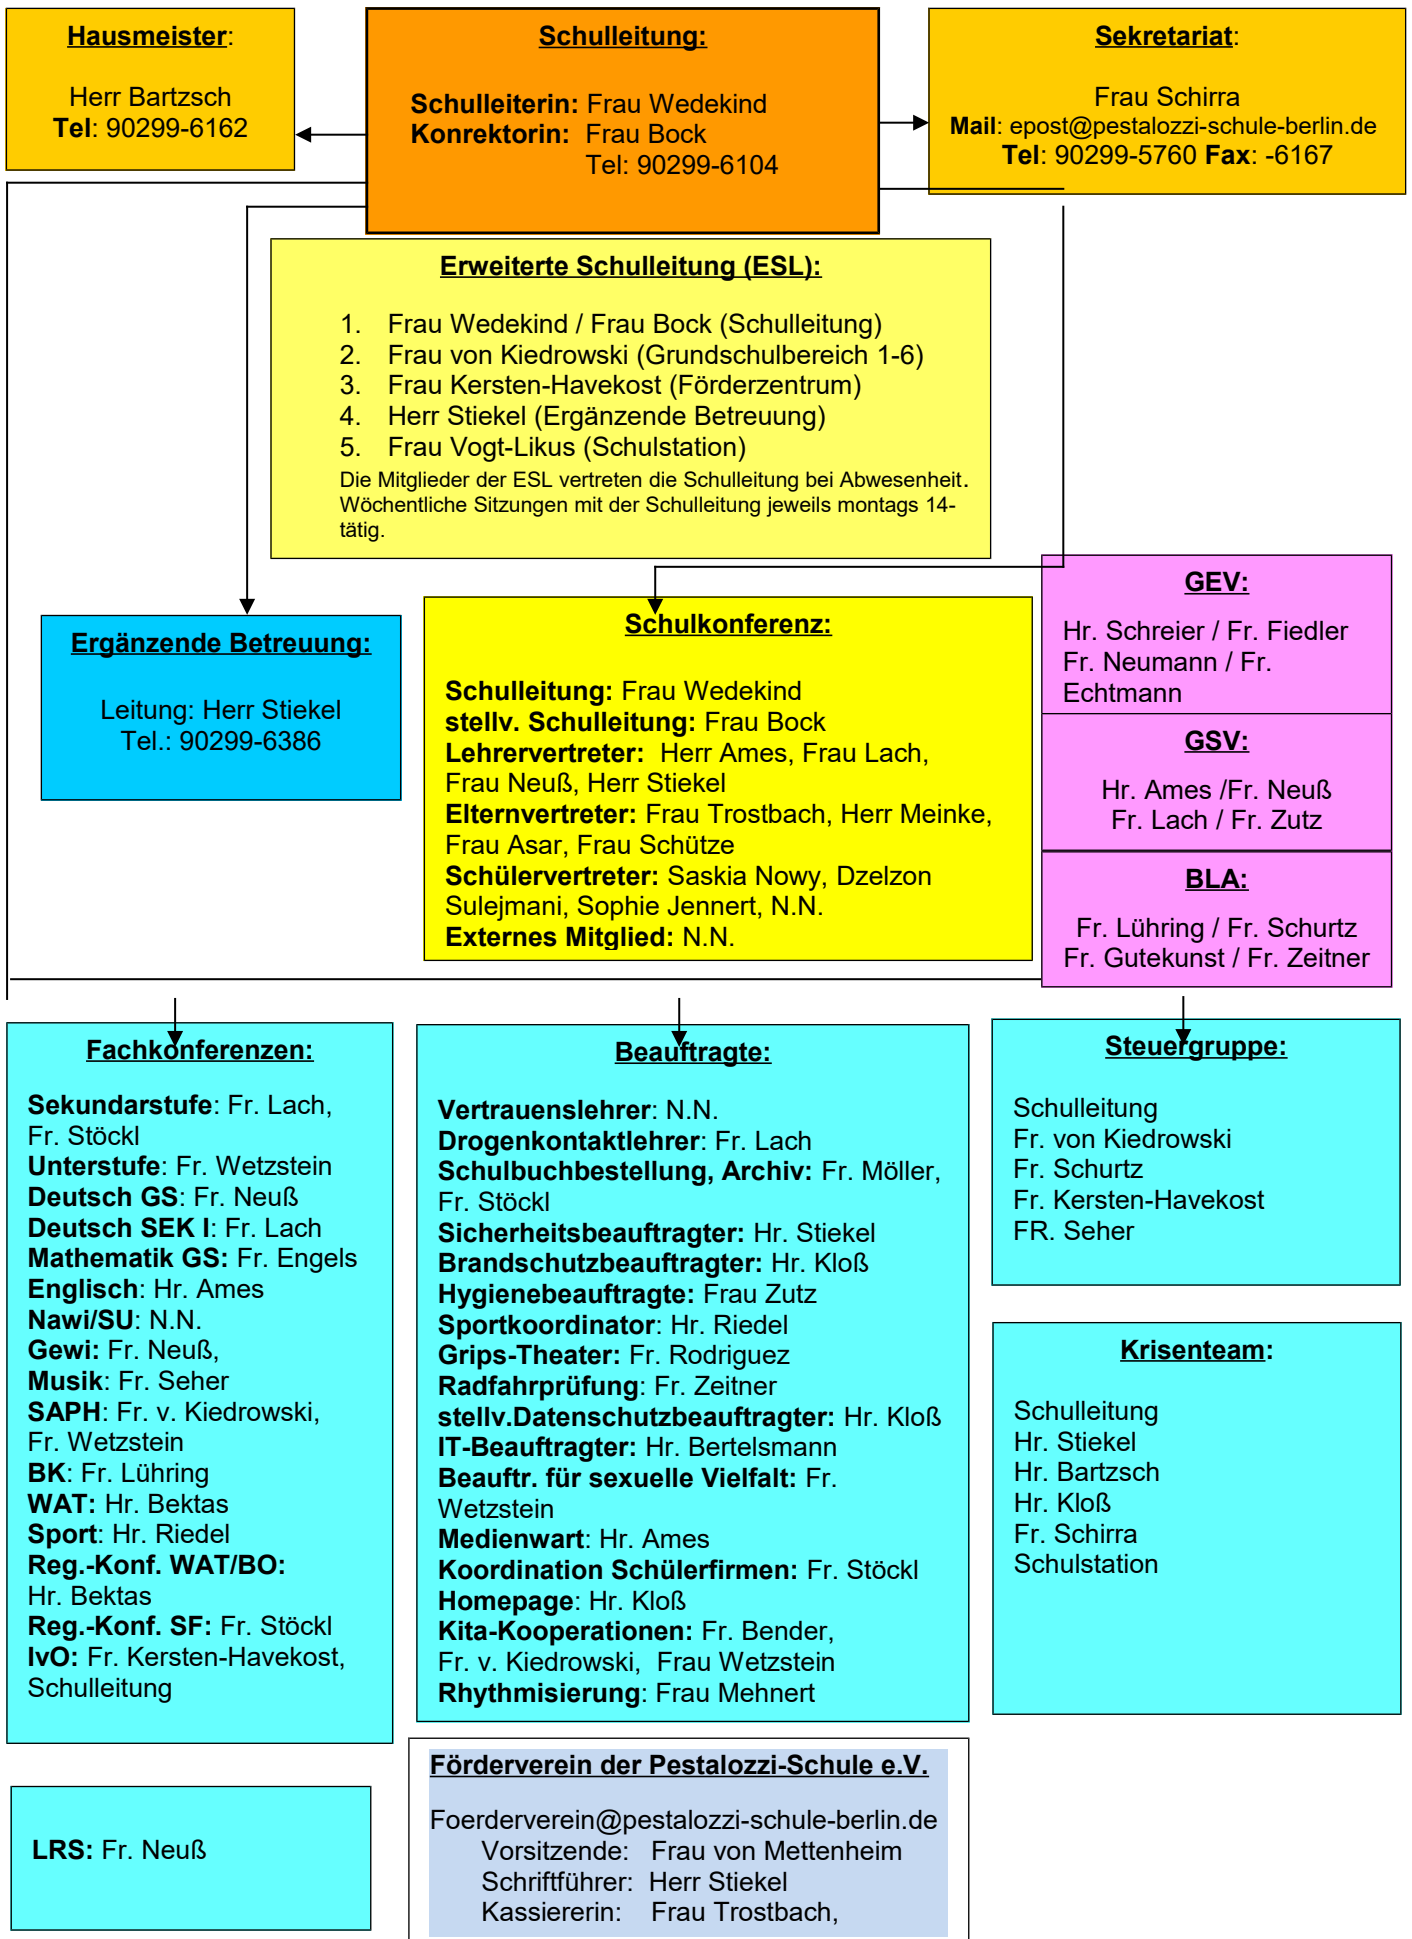 Hausmeister:
Herr Bartzsch
Tel: 90299-6162
Schulleitung:
Schulleiterin: Frau Wedekind
Konrektorin: Frau Bock
Tel: 90299-6104
Sekretariat:
Frau Schirra
Mail: epost@pestalozzi-schule-berlin.de
Tel: 90299-5760 Fax: -6167
Erweiterte Schulleitung (ESL):
1. Frau Wedekind / Frau Bock (Schulleitung)
2. Frau von Kiedrowski (Grundschulbereich 1-6)
3. Frau Kersten-Havekost (Förderzentrum)
4. Herr Stiekel (Ergänzende Betreuung)
5. Frau Vogt-Likus (Schulstation)
Die Mitglieder der ESL vertreten die Schulleitung bei Abwesenheit.
Wöchentliche Sitzungen mit der Schulleitung jeweils montags 14-
tätig.
Ergänzende Betreuung:
Leitung: Herr Stiekel
Tel.: 90299-6386
Schulkonferenz:
Schulleitung: Frau Wedekind
stellv. Schulleitung: Frau Bock
Lehrervertreter: Herr Ames, Frau Lach,
Frau Neuß, Herr Stiekel
Elternvertreter: Frau Trostbach, Herr Meinke,
Frau Asar, Frau Schütze
Schülervertreter: Saskia Nowy, Dzelzon
Sulejmani, Sophie Jennert, N.N.
Externes Mitglied: N.N.
GEV:
Hr. Schreier / Fr. Fiedler
Fr. Neumann / Fr.
Echtmann
GSV:
Hr. Ames /Fr. Neuß
Fr. Lach / Fr. Zutz
BLA:
Fr. Lühring / Fr. Schurtz
Fr. Gutekunst / Fr. Zeitner
Fachkonferenzen:
Sekundarstufe: Fr. Lach,
Fr. Stöckl
Unterstufe: Fr. Wetzstein
Deutsch GS: Fr. Neuß
Deutsch SEK I: Fr. Lach
Mathematik GS: Fr. Engels
Englisch: Hr. Ames
Nawi/SU: N.N.
Gewi: Fr. Neuß,
Musik: Fr. Seher
SAPH: Fr. v. Kiedrowski,
Fr. Wetzstein
BK: Fr. Lühring
WAT: Hr. Bektas
Sport: Hr. Riedel
Reg.-Konf. WAT/BO:
Hr. Bektas
Reg.-Konf. SF: Fr. Stöckl
IvO: Fr. Kersten-Havekost,
Schulleitung
Beauftragte:
Vertrauenslehrer: N.N.
Drogenkontaktlehrer: Fr. Lach
Schulbuchbestellung, Archiv: Fr. Möller,
Fr. Stöckl
Sicherheitsbeauftragter: Hr. Stiekel
Brandschutzbeauftragter: Hr. Kloß
Hygienebeauftragte: Frau Zutz
Sportkoordinator: Hr. Riedel
Grips-Theater: Fr. Rodriguez
Radfahrprüfung: Fr. Zeitner
stellv.Datenschutzbeauftragter: Hr. Kloß
IT-Beauftragter: Hr. Bertelsmann
Beauftr. für sexuelle Vielfalt: Fr.
Wetzstein
Medienwart: Hr. Ames
Koordination Schülerfirmen: Fr. Stöckl
Homepage: Hr. Kloß
Kita-Kooperationen: Fr. Bender,
Fr. v. Kiedrowski, Frau Wetzstein
Rhythmisierung: Frau Mehnert
Steuergruppe:
Schulleitung
Fr. von Kiedrowski
Fr. Schurtz
Fr. Kersten-Havekost
FR. Seher
Krisenteam:
Schulleitung
Hr. Stiekel
Hr. Bartzsch
Hr. Kloß
Fr. Schirra
Schulstation
LRS: Fr. Neuß
Förderverein der Pestalozzi-Schule e.V.
Foerderverein@pestalozzi-schule-berlin.de
Vorsitzende: Frau von Mettenheim
Schriftführer: Herr Stiekel
Kassiererin: Frau Trostbach,